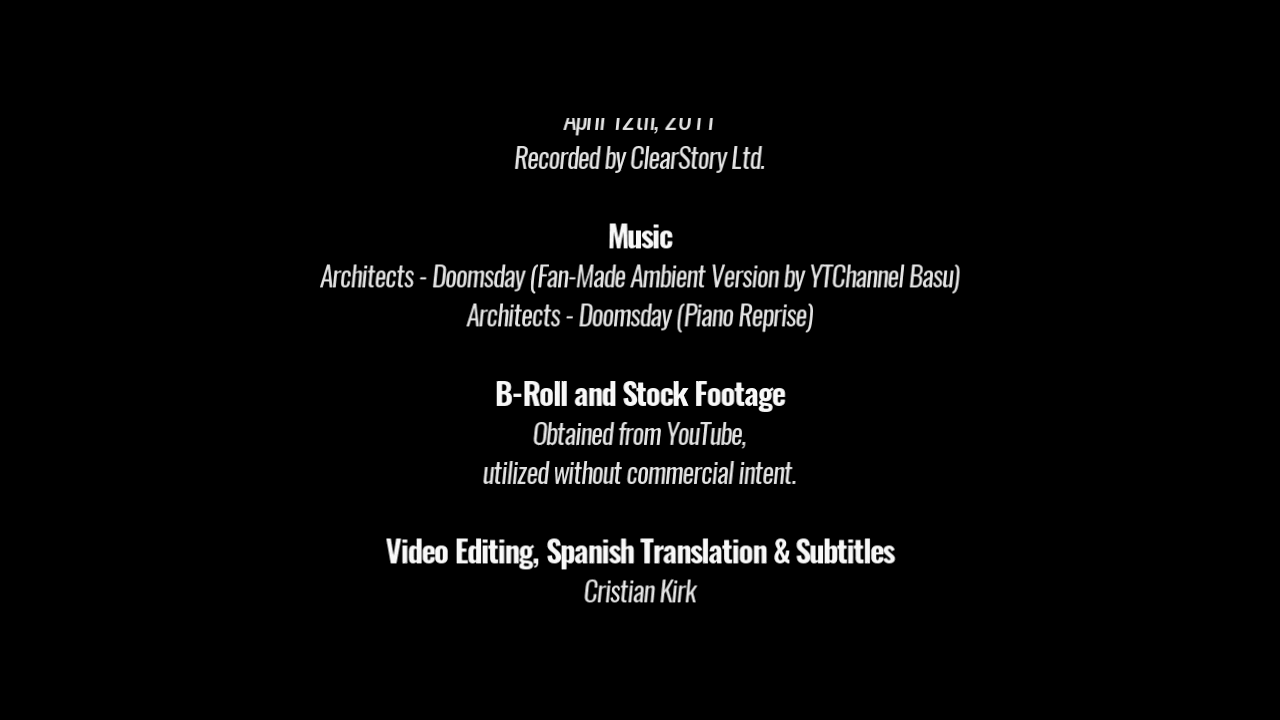 April 12th, 2011
Recorded by ClearStory Ltd.
Music
Architects - Doomsday (Fan-Made Ambient Version by YTChannel Basu)
Architects - Doomsday (Piano Reprise)
B-Roll and Stock Footage
Obtained from YouTube,
utilized without commercial intent.
Video Editing, Spanish Translation & Subtitles
Cristian Kirk